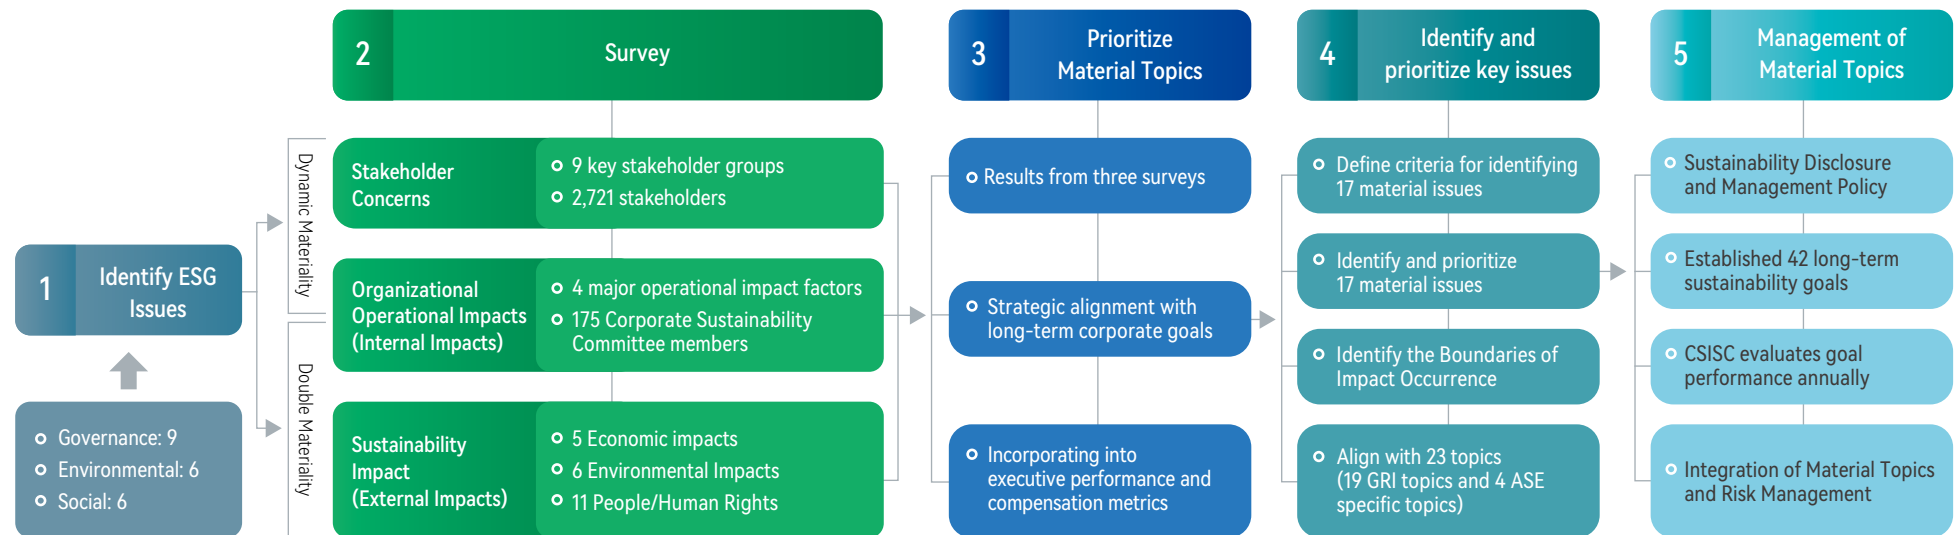 1
Identify ESG
Issues
Governance: 9
Environmental: 6
Social: 6
Dynamic Materiality
Double Materiality
2
Survey
Stakeholder
Concerns
9 key stakeholder groups
2,721 stakeholders
Organizational
Operational Impacts
(Internal Impacts)
4 major operational impact factors
175 Corporate Sustainability
Committee members
Sustainability
Impact
(External Impacts)
5 Economic impacts
6 Environmental Impacts
11 People/Human Rights
3
Prioritize
Material Topics
Results from three surveys
Strategic alignment with
long-term corporate goals
Incorporating into
executive performance and
compensation metrics
4
Identify and
prioritize key issues
Define criteria for identifying
17 material issues
Identify and prioritize
17 material issues
Identify the Boundaries of
Impact Occurrence
Align with 23 topics
(19 GRI topics and 4 ASE
specific topics)
5
Management of
Material Topics
Sustainability Disclosure
and Management Policy
Established 42 long-term
sustainability goals
CSISC evaluates goal
performance annually
Integration of Material Topics
and Risk Management